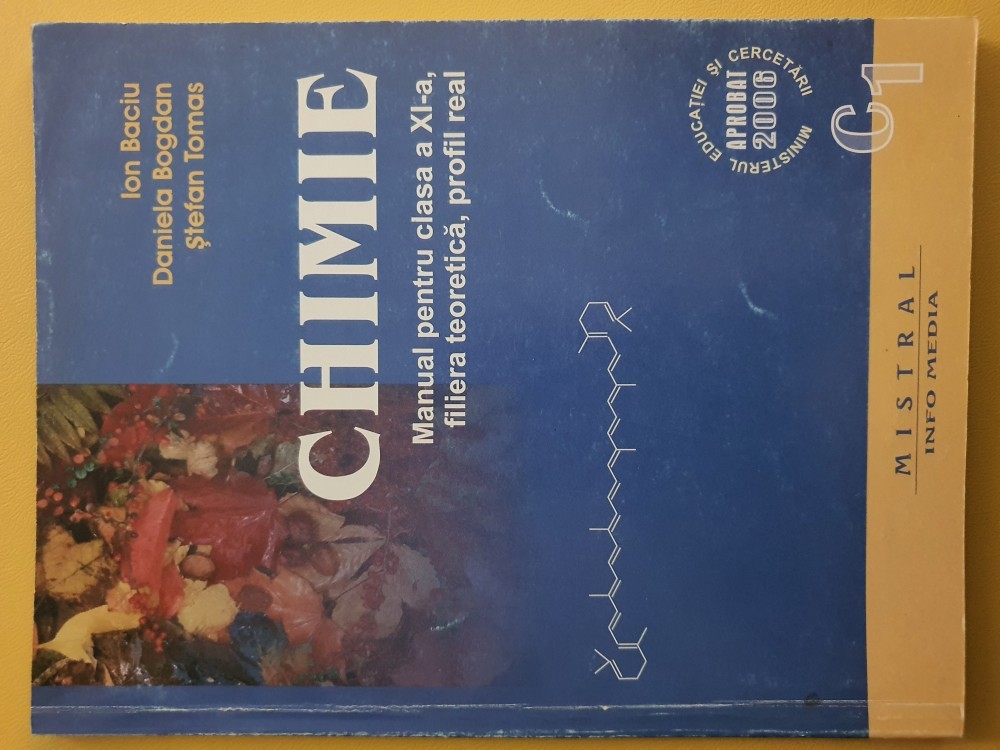 Ion Baciu
Daniela Bogdan
Ștefan Tomas
CHIMIE
Manual pentru clasa a XI-a,
filiera teoretică, profil real
MINISTERUL EDUCAȚIEI ȘI CERCETĂRII
APROBAT
2006
C1
MISTRAL
INFO MEDIA